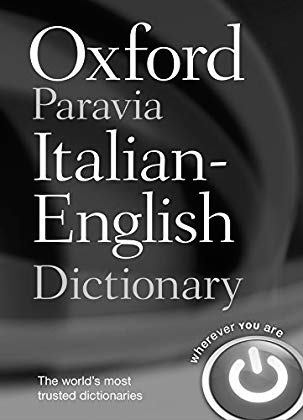 Oxford
Paravia
Italian-
English
Dictionary
wherever you are
The world's most
trusted dictionaries